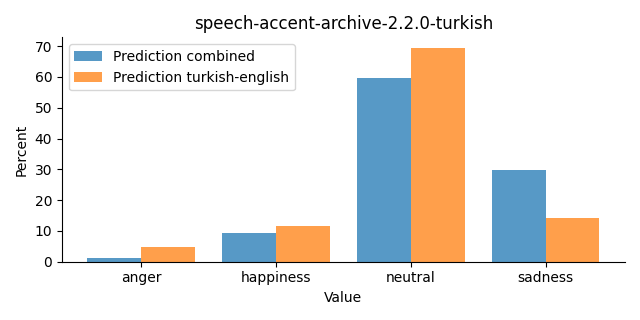 speech-accent-archive-2.2.0-turkish
Prediction combined
Prediction turkish-english
70
60
50
40
30
20
10
0
Percent
anger happiness neutral sadness
Value